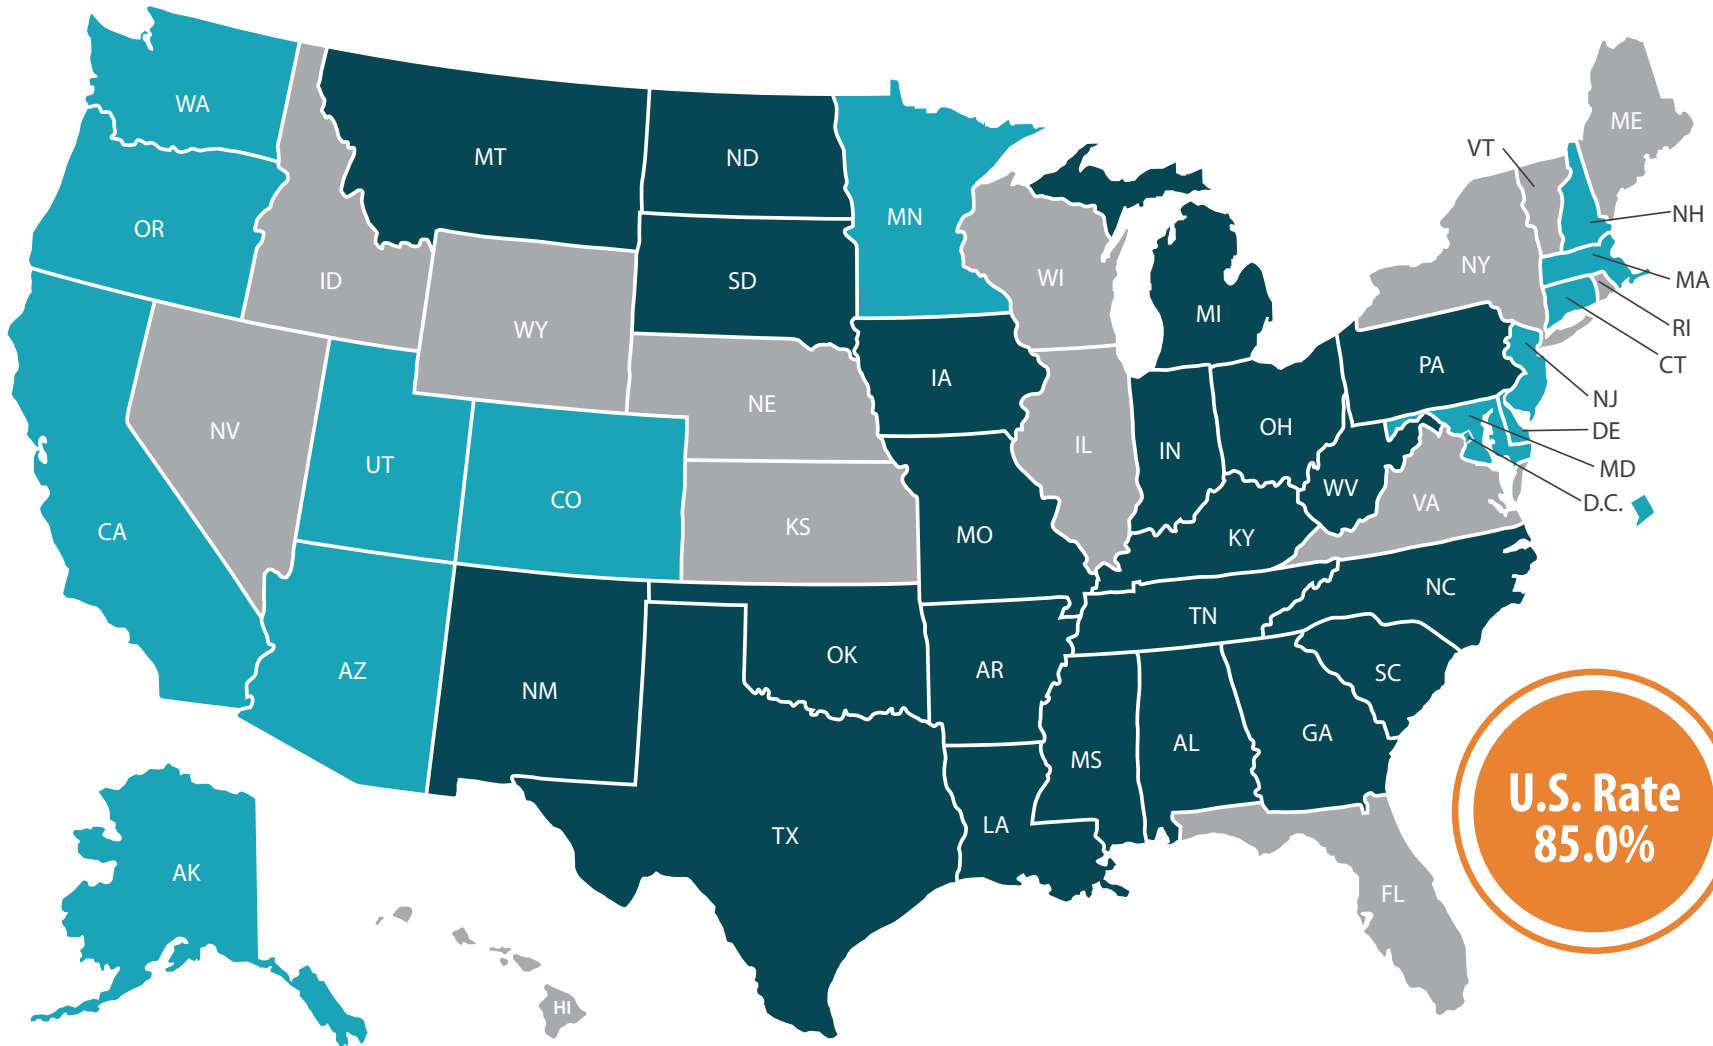 WA
MT
ND
MN
OR
ID
WY
SD
WI
MI
NY
VT
ME
NH
MA
RI
CT
NJ
DE
MD
D.C.
PA
IA
NE
NV
UT
CO
CA
KS
IL
IN
OH
WV
VA
MO
KY
NC
TN
AZ
NM
OK
AR
SC
MS
AL
GA
TX
LA
AK
FL
HI
U.S. Rate
85.0%